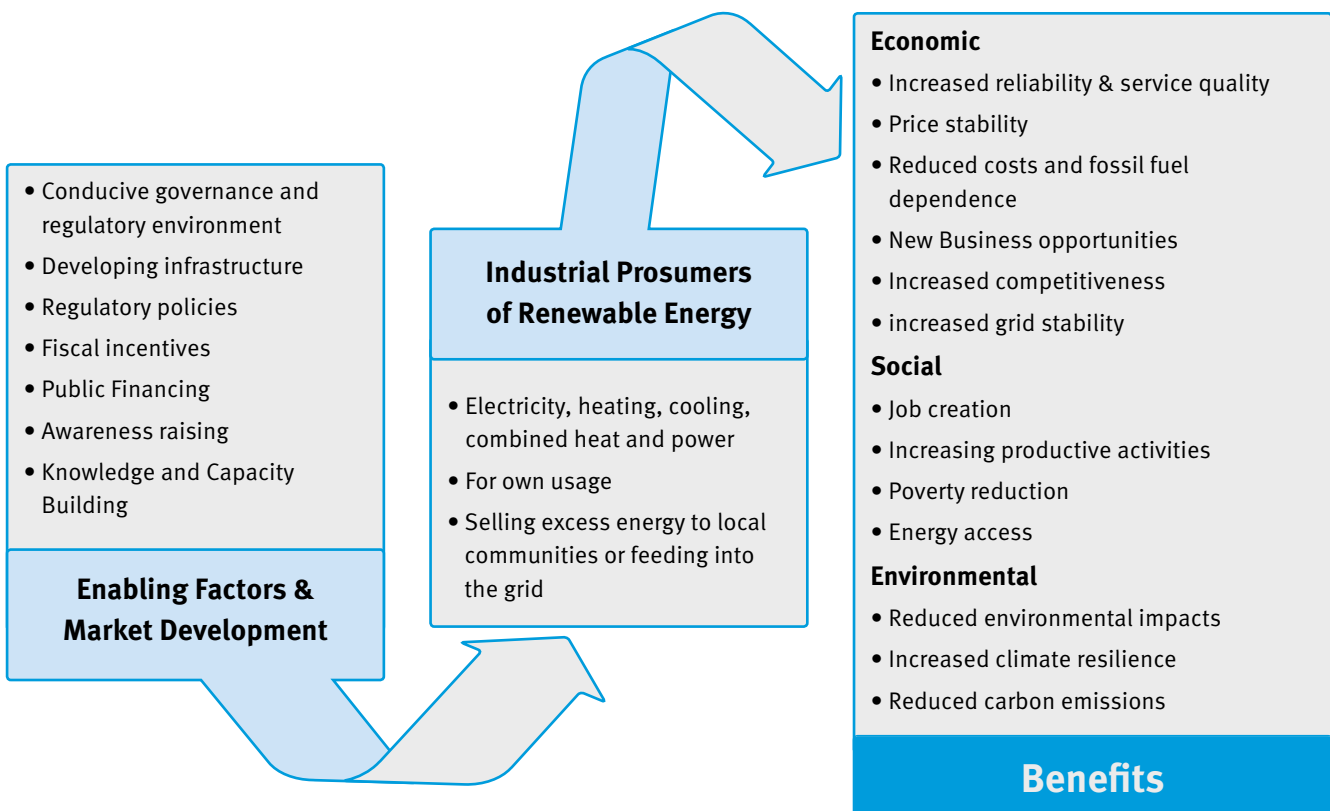 • Conducive governance and
regulatory environment
• Developing infrastructure
• Regulatory policies
• Fiscal incentives
• Public Financing
• Awareness raising
• Knowledge and Capacity
Building
Enabling Factors &
Market Development
Industrial Prosumers
of Renewable Energy
• Electricity, heating, cooling,
combined heat and power
• For own usage
• Selling excess energy to local
communities or feeding into
the grid
Economic
• Increased reliability & service quality
• Price stability
• Reduced costs and fossil fuel
dependence
• New Business opportunities
• Increased competitiveness
• increased grid stability
Social
• Job creation
• Increasing productive activities
• Poverty reduction
• Energy access
Environmental
• Reduced environmental impacts
• Increased climate resilience
• Reduced carbon emissions
Benefits